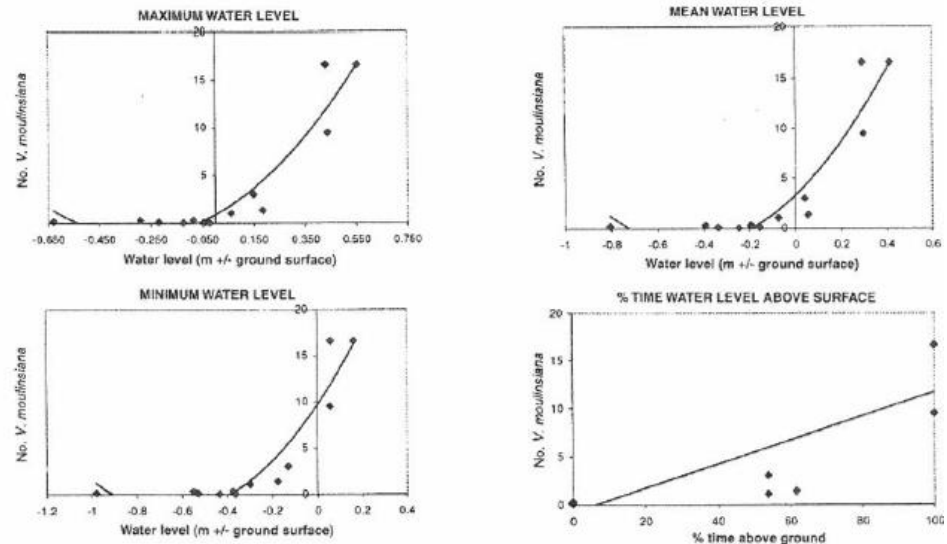 MAXIMUM WATER LEVEL
No. V. moulinsiana
20
15
10
5
0
-0.650 -0.450 -0.250 -0.050 0.150 0.350 0.550 0.750
Water level (m +/- ground surface)
MEAN WATER LEVEL
No. V. moulinsiana
20
15
10
5
0
-1 -0.8 -0.6 -0.4 -0.2 0 0.2 0.4 0.6
Water level (m +/- ground surface)
MINIMUM WATER LEVEL
No. V. moulinsiana
20
15
10
5
0
-1.2 -1 -0.8 -0.6 -0.4 -0.2 0 0.2 0.4
Water level (m +/- ground surface)
% TIME WATER LEVEL ABOVE SURFACE
No. V. moulinsiana
20
15
10
5
0
0 20 40 60 80 100
% time above ground